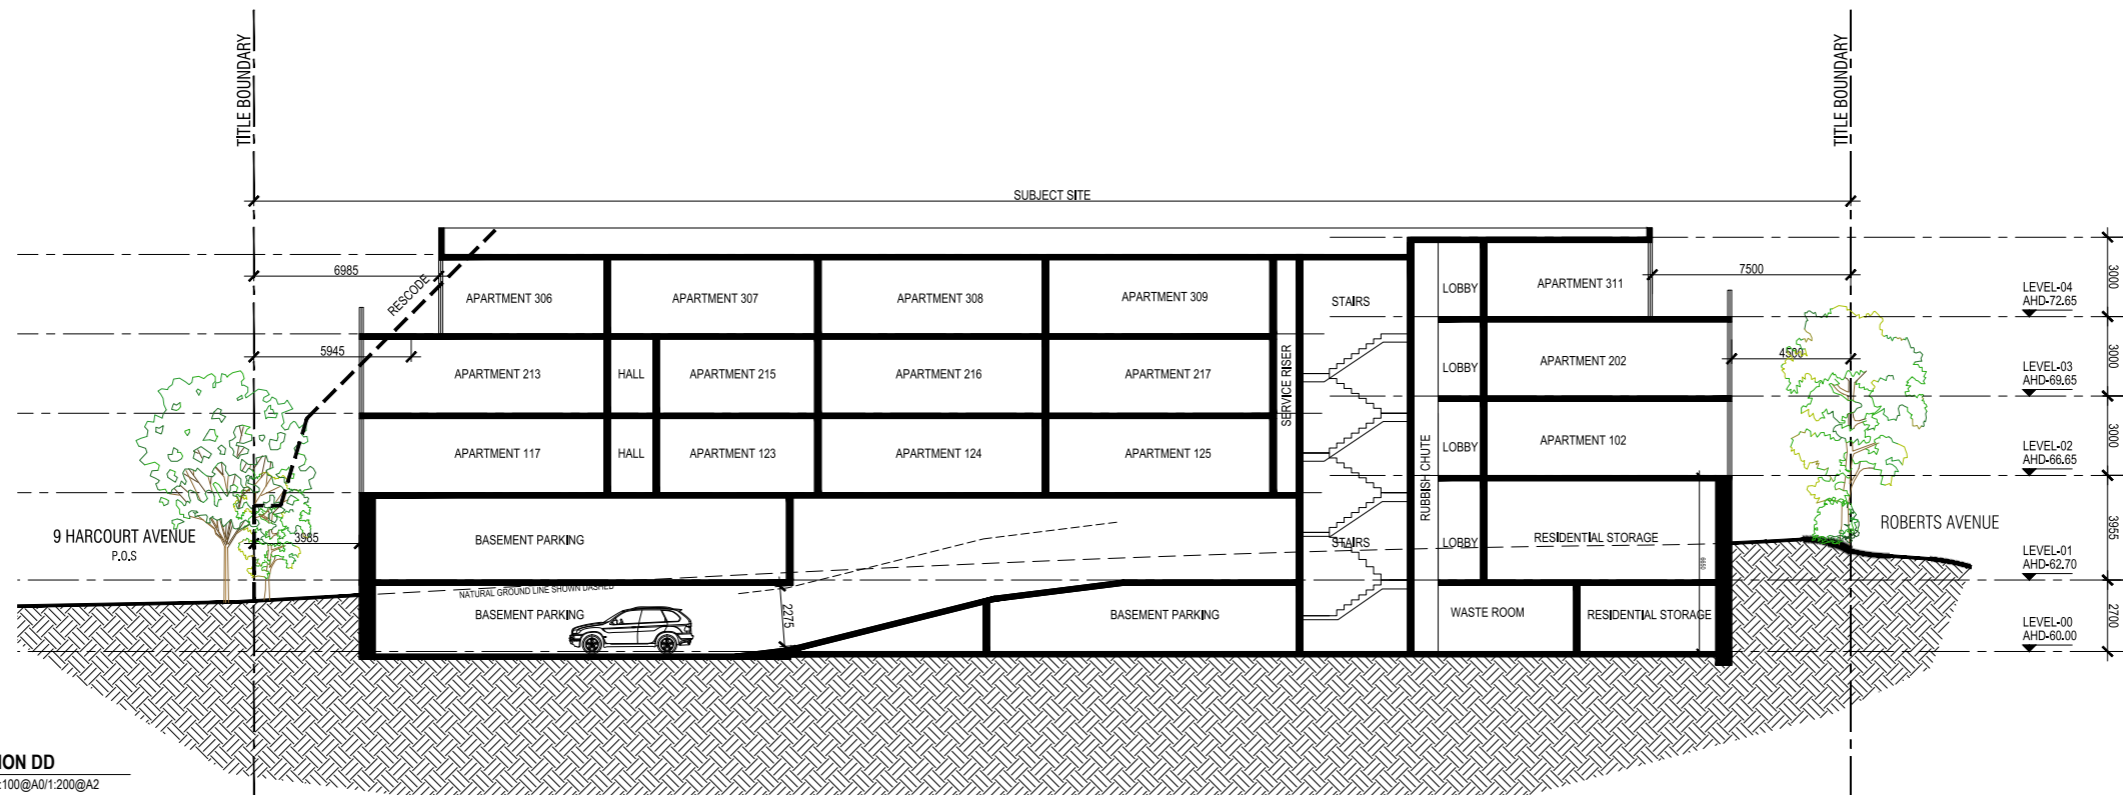 TITLE BOUNDARY
TITLE BOUNDARY
SUBJECT SITE
6985
RESCODE
5945
3985
7500
4500
APARTMENT 306
APARTMENT 307
APARTMENT 308
APARTMENT 309
STAIRS
LOBBY
APARTMENT 311
APARTMENT 213
HALL
APARTMENT 215
APARTMENT 216
APARTMENT 217
SERVICE RISER
LOBBY
APARTMENT 202
APARTMENT 117
HALL
APARTMENT 123
APARTMENT 124
APARTMENT 125
RUBBISH CHUTE
LOBBY
APARTMENT 102
9 HARCOURT AVENUE
P.O.S
BASEMENT PARKING
STAIRS
LOBBY
RESIDENTIAL STORAGE
ROBERTS AVENUE
NATURAL GROUND LINE SHOWN DASHED
BASEMENT PARKING
2275
BASEMENT PARKING
WASTE ROOM
RESIDENTIAL STORAGE
LEVEL-04
AHD-72.65
LEVEL-03
AHD-69.65
LEVEL-02
AHD-66.65
LEVEL-01
AHD-62.70
LEVEL-00
AHD-60.00
3000
3000
3000
3955
2700
ION DD
:100@A0/1:200@A2